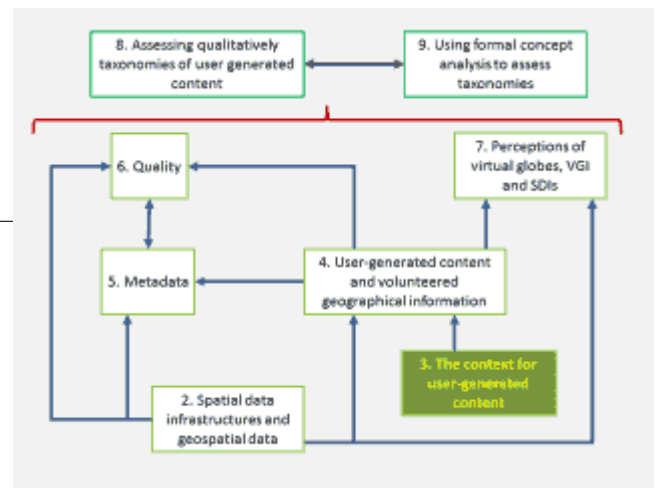 8. Assessing qualitatively
taxonomies of user generated
content
9. Using formal concept
analysis to assess
taxonomies
6. Quality
7. Perceptions of
virtual globes, VGI
and SDIs
5. Metadata
4. User-generated content
and volunteered
geographical information
3. The context for
user-generated
content
2. Spatial data
infrastructures and
geospatial data